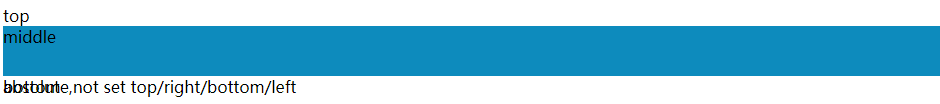 top
middle
bottom
absolute,not set top/right/bottom/left